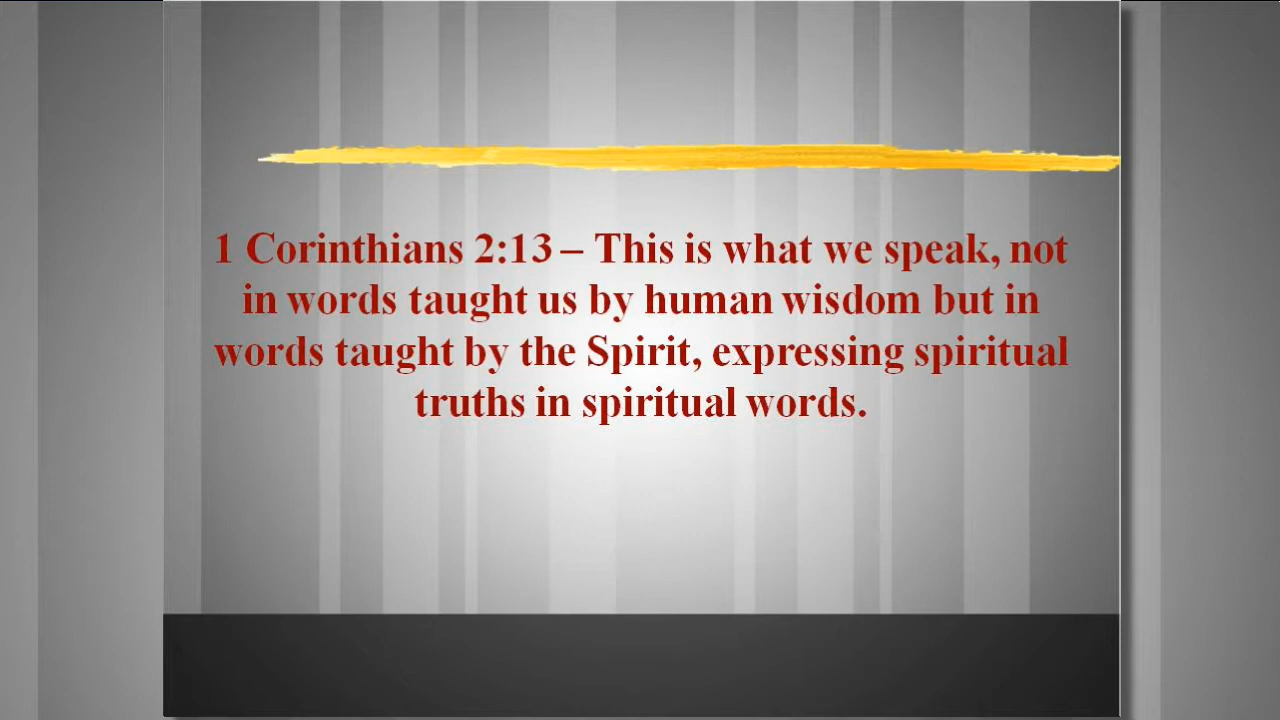 1 Corinthians 2:13 – This is what we speak, not
in words taught us by human wisdom but in
words taught by the Spirit, expressing spiritual
truths in spiritual words.